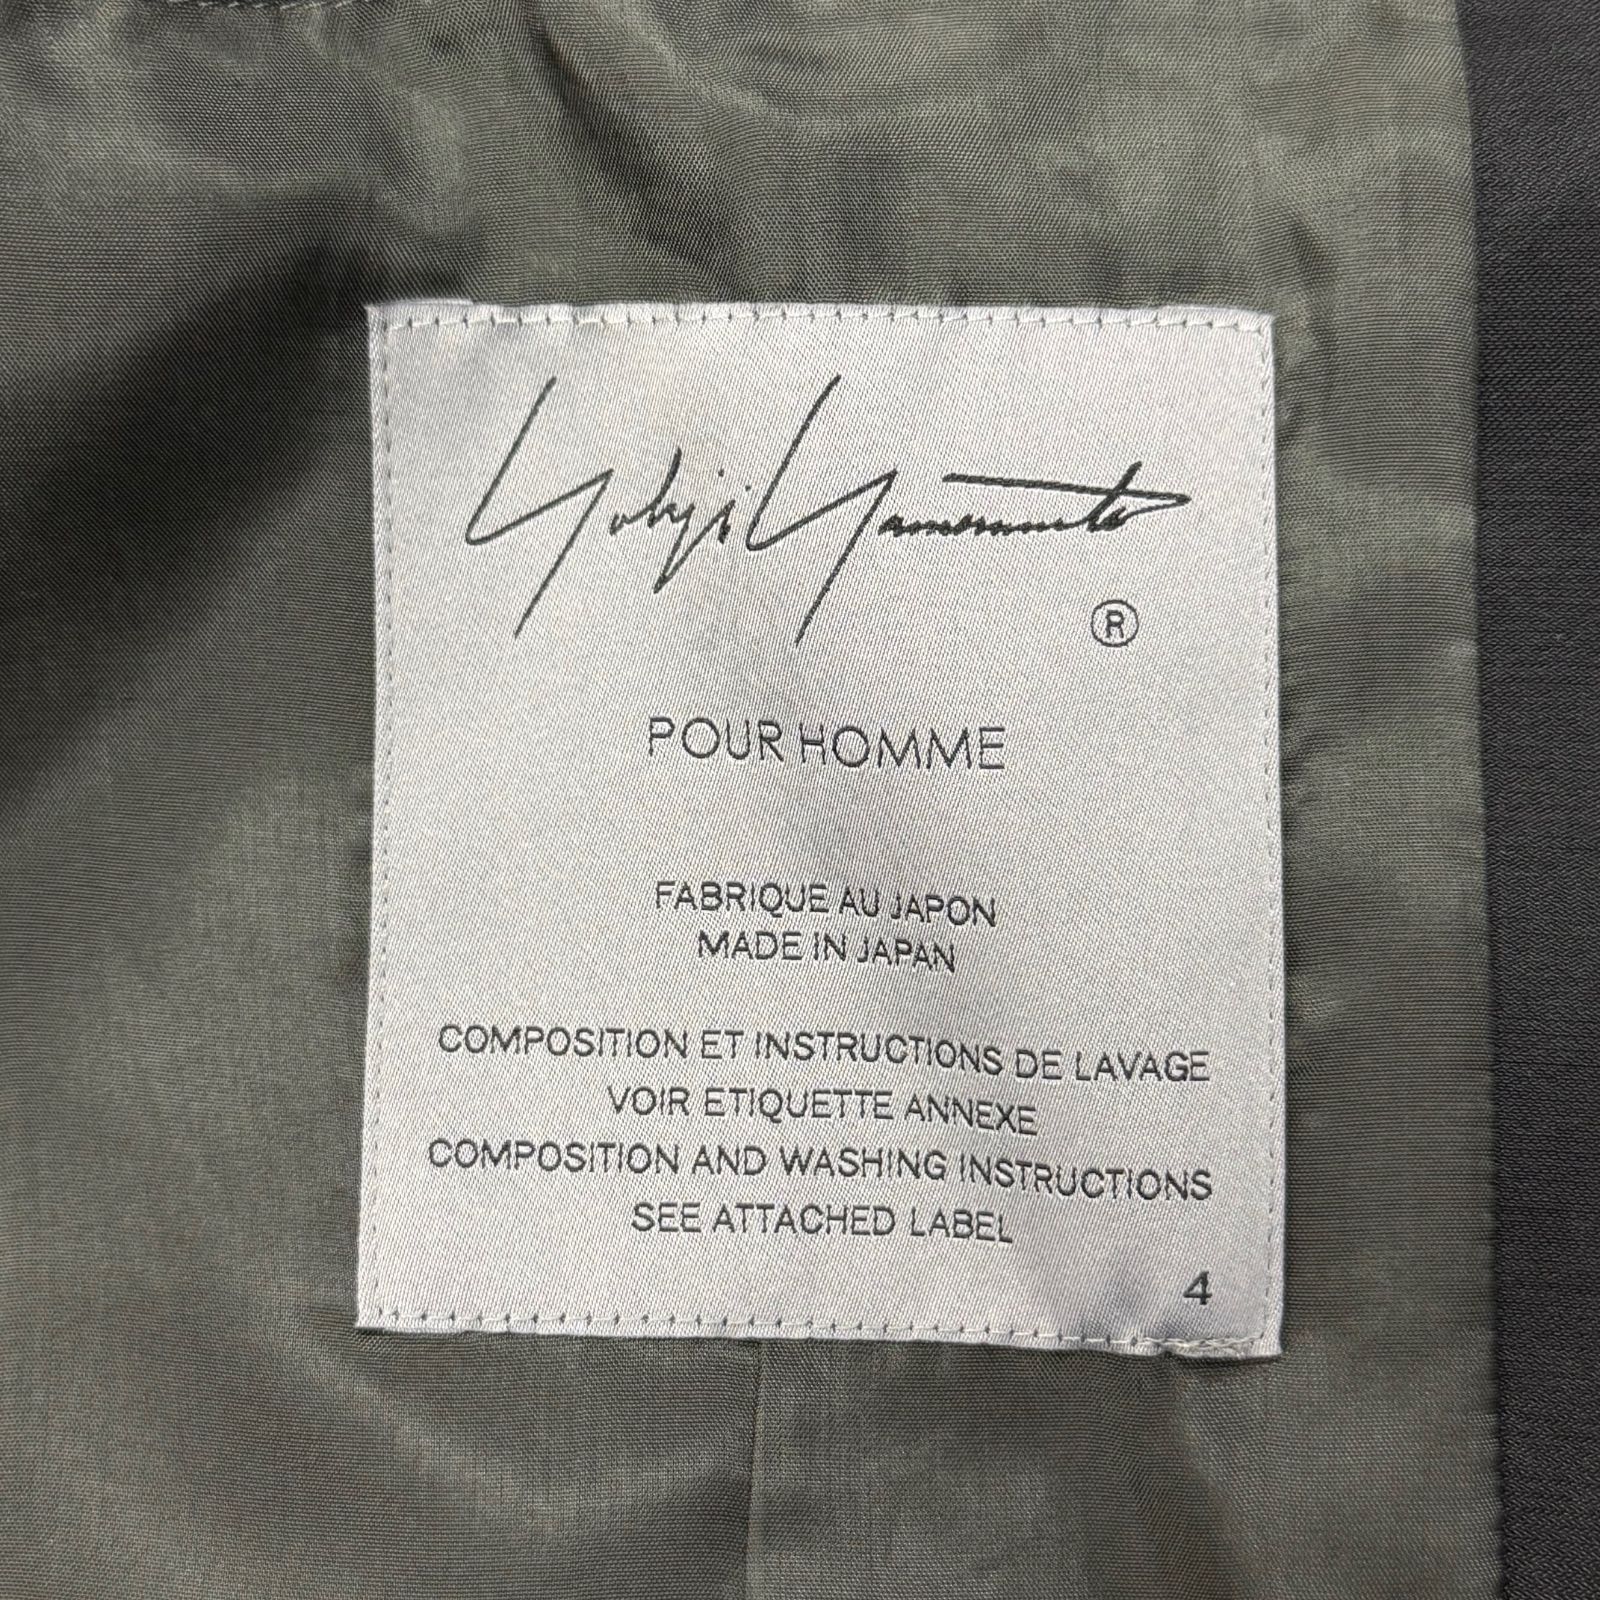 Yohji Yamamoto
®
POUR HOMME
FABRIQUE AU JAPON
MADE IN JAPAN
COMPOSITION ET INSTRUCTIONS DE LAVAGE
VOIR ETIQUETTE ANNEXE
COMPOSITION AND WASHING INSTRUCTIONS
SEE ATTACHED LABEL
4